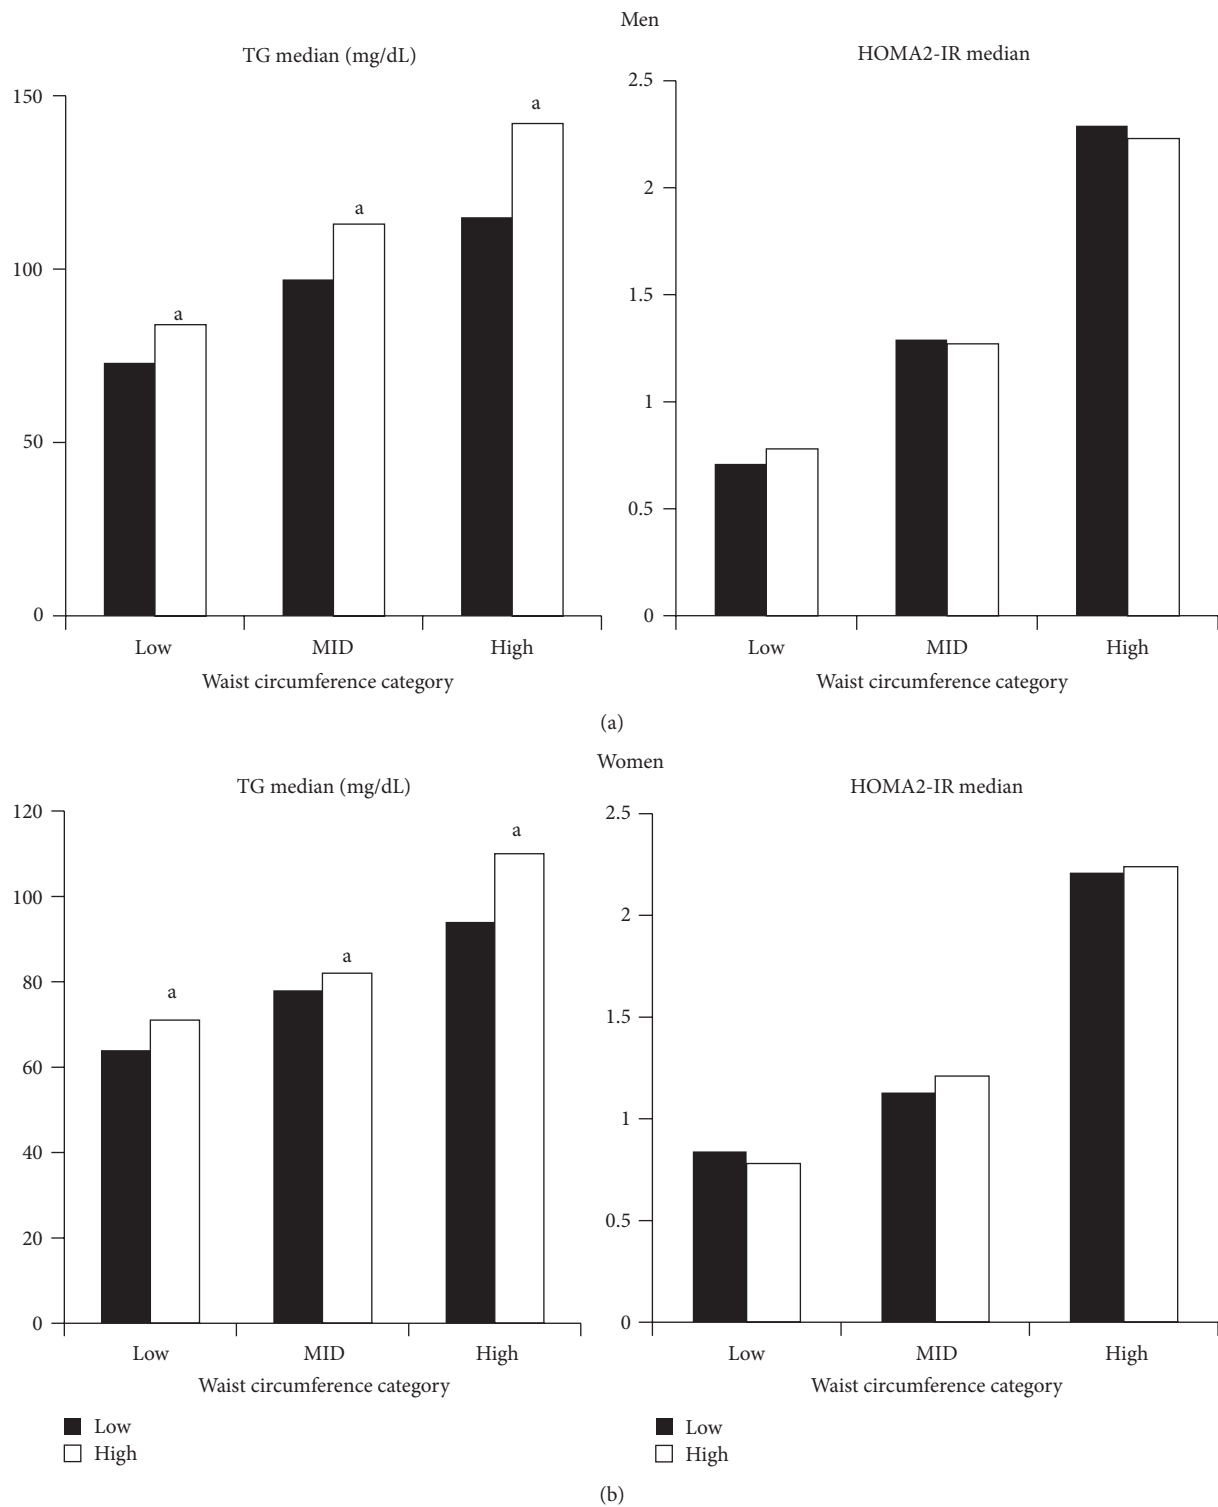 Men
TG median (mg/dL)
150
100
50
0
a
a
a
Low
MID
High
Waist circumference category
HOMA2-IR median
2.5
2
1.5
1
0.5
0
Low
MID
High
Waist circumference category
(a)
Women
TG median (mg/dL)
120
100
80
60
40
20
0
a
a
a
Low
MID
High
Waist circumference category
Low
High
HOMA2-IR median
2.5
2
1.5
1
0.5
0
Low
MID
High
Waist circumference category
Low
High
(b)